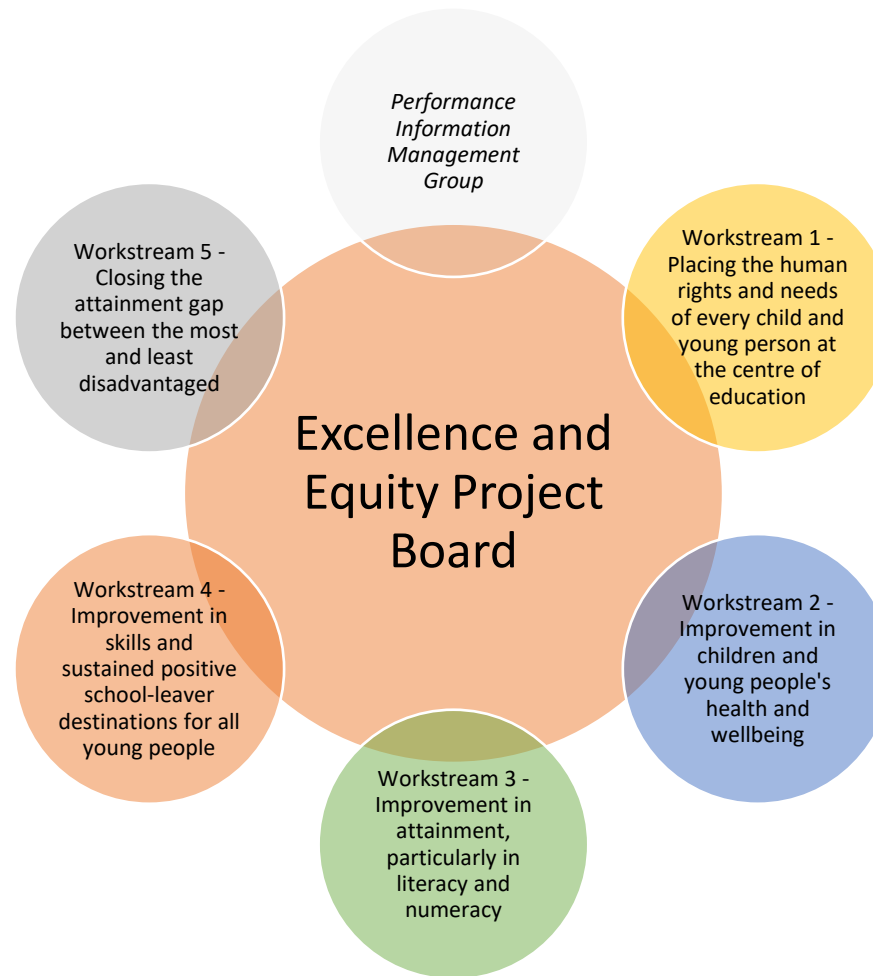 Performance
Information
Management
Group
Workstream 1 -
Placing the human
rights and needs
of every child and
young person at
the centre of
education
Workstream 2 -
Improvement in
children and
young people's
health and
wellbeing
Workstream 3 -
Improvement in
attainment,
particularly in
literacy and
numeracy
Workstream 4 -
Improvement in
skills and
sustained positive
school-leaver
destinations for all
young people
Workstream 5 -
Closing the
attainment gap
between the most
and least
disadvantaged
Excellence and
Equity Project
Board